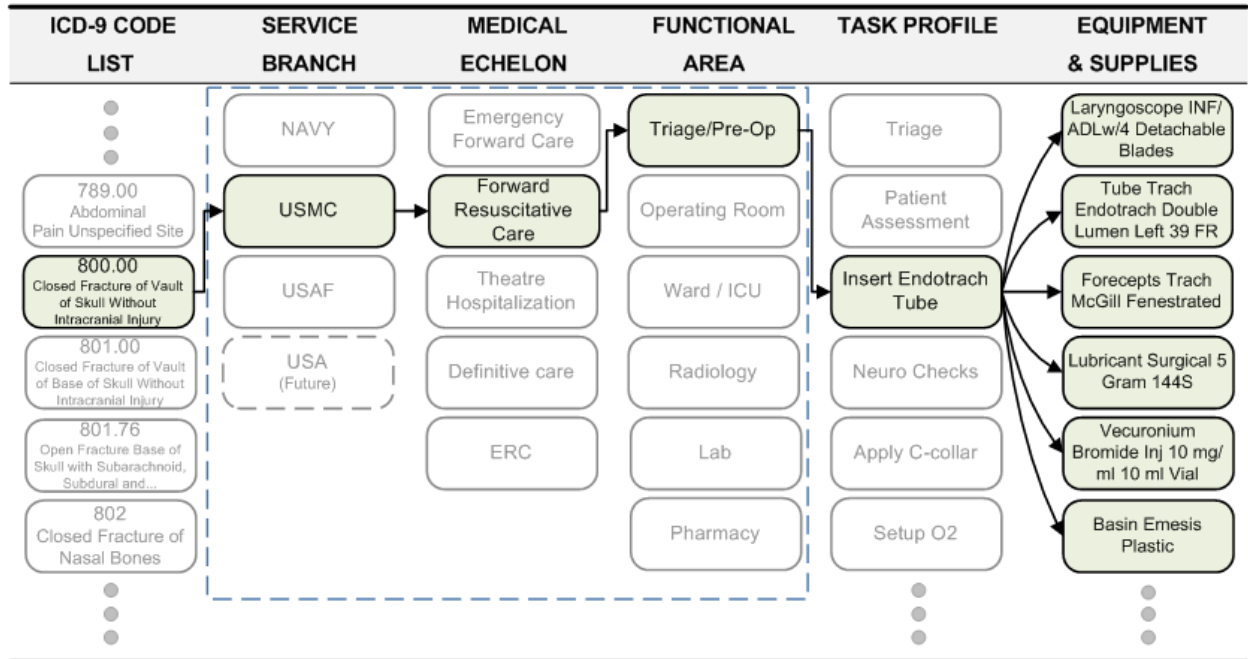 ICD-9 CODE
LIST
SERVICE
BRANCH
MEDICAL
ECHELON
FUNCTIONAL
AREA
TASK PROFILE
EQUIPMENT
& SUPPLIES
789.00
Abdominal
Pain Unspecified Site
800.00
Closed Fracture of Vault
of Skull Without
Intracranial Injury
801.00
Closed Fracture of Vault
of Base of Skull Without
Intracranial Injury
801.76
Open Fracture Base of
Skull with Subarachnoid,
Subdural and...
802
Closed Fracture of
Nasal Bones
NAVY
USMC
USAF
USA
(Future)
Emergency
Forward Care
Forward
Resuscitative
Care
Theatre
Hospitalization
Definitive care
ERC
Triage/Pre-Op
Operating Room
Ward / ICU
Radiology
Lab
Pharmacy
Triage
Patient
Assessment
Insert Endotrach
Tube
Neuro Checks
Apply C-collar
Setup O2
Laryngoscope INF/
ADLw/4 Detachable
Blades
Tube Trach
Endotrach Double
Lumen Left 39 FR
Forecepts Trach
McGill Fenestrated
Lubricant Surgical 5
Gram 144S
Vecuronium
Bromide Inj 10 mg/
ml 10 ml Vial
Basin Emesis
Plastic